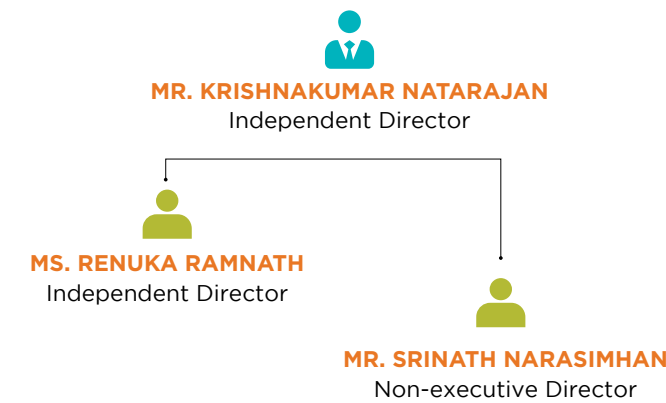 MR. KRISHNAKUMAR NATARAJAN
Independent Director
MS. RENUKA RAMNATH
Independent Director
MR. SRINATH NARASIMHAN
Non-executive Director